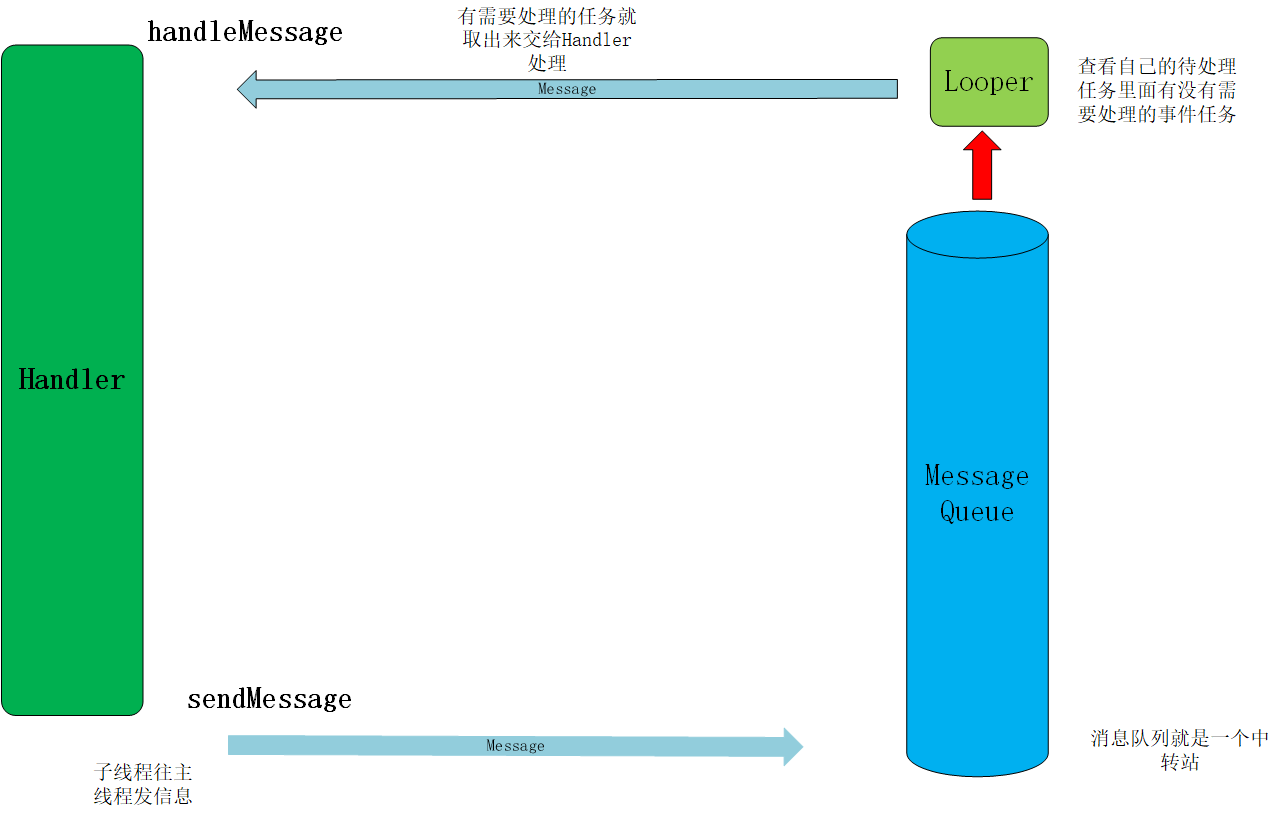 handleMessage
有需要处理的任务就
取出来交给Handler
处理
Message
Looper
查看自己的待处理
任务里面有没有需
要处理的事件任务
Handler
Message
Queue
sendMessage
Message
子线程往主
线程发信息
消息队列就是一个中
转站